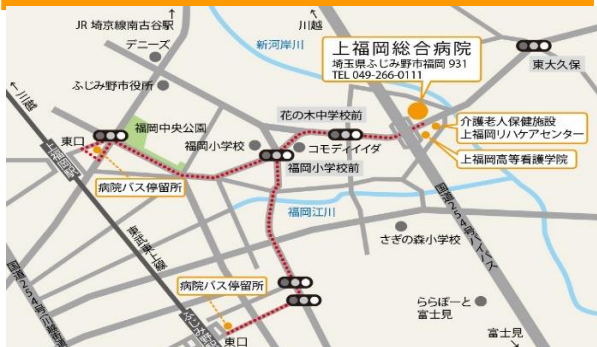 JR 埼京線南古谷駅
川越
デニーズ
新河岸川
上福岡総合病院
埼玉県ふじみ野市福岡 931
TEL 049-266-0111
東大久保
川越
ふじみ野市役所
花の木中学校前
介護老人保健施設
上福岡リハケアセンター
東口
福岡中央公園
福岡小学校
コモディイイダ
上福岡高等看護学院
上福岡駅
福岡小学校前
病院バス停留所
福岡江川
国道254号バイパス
さぎの森小学校
東武東上線
国道254号川越街道
病院バス停留所
ららぽーと
富士見
ふじみ野駅
東口
富士見